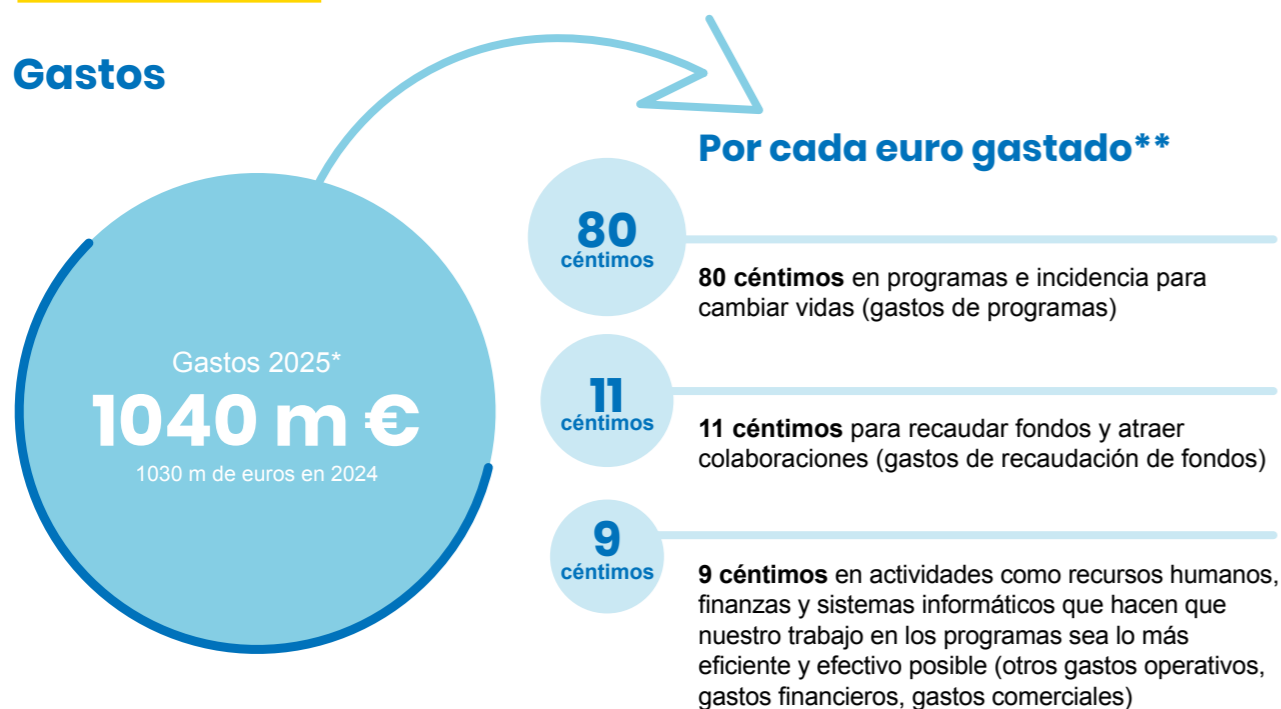 Gastos
Gastos 2025*
1040 m €
1030 m de euros en 2024
Por cada euro gastado**
80
céntimos
80 céntimos en programas e incidencia para
cambiar vidas (gastos de programas)
11
céntimos
11 céntimos para recaudar fondos y atraer
colaboraciones (gastos de recaudación de fondos)
9
céntimos
9 céntimos en actividades como recursos humanos,
finanzas y sistemas informáticos que hacen que
nuestro trabajo en los programas sea lo más
eficiente y efectivo posible (otros gastos operativos,
gastos financieros, gastos comerciales)